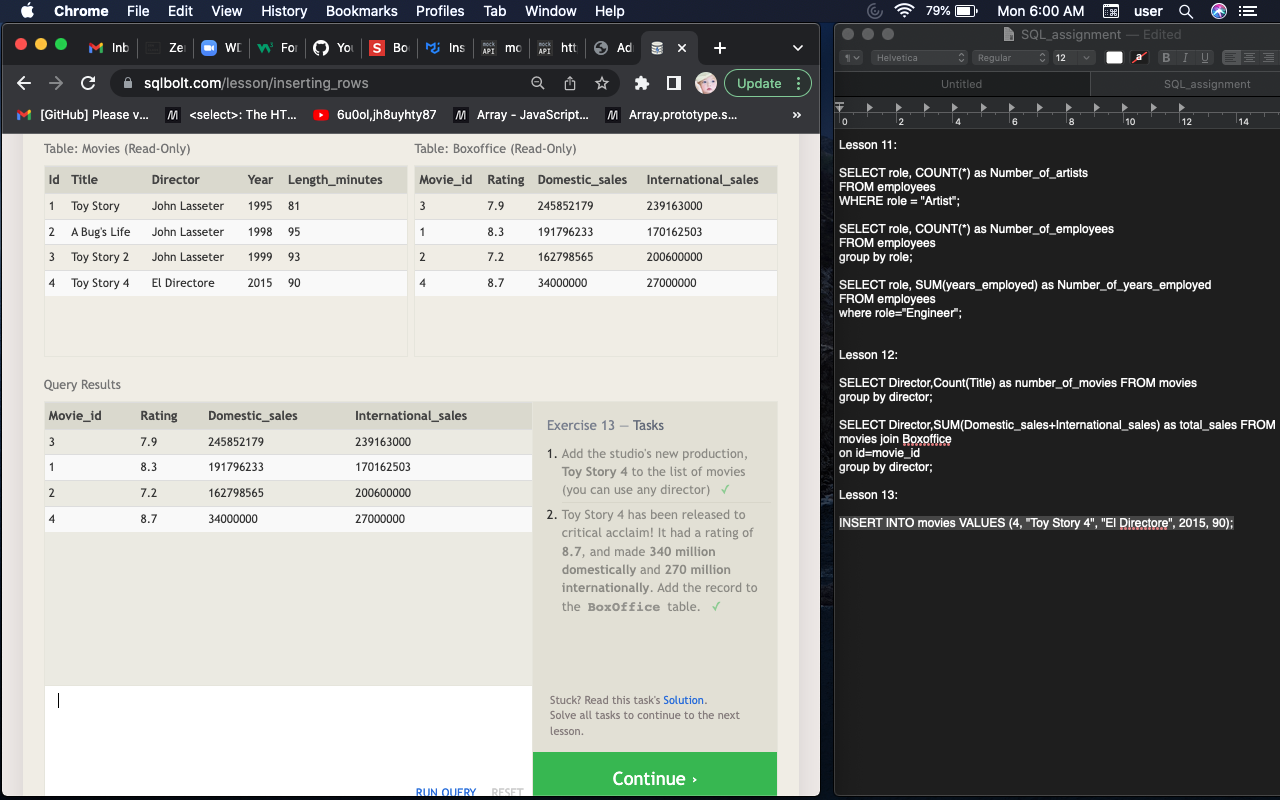 Chrome File Edit View History Bookmarks Profiles Tab Window Help 79% Mon 6:00 AM user
Inb Ze WD For You S Bo Ins mock API mo mock API htt Ad
sqlbolt.com/lesson/inserting_rows Update
[GitHub] Please v... <select>: The HT... 6u0ol,jh8uyhty87 Array - JavaScript... Array.prototype.s... »
Table: Movies (Read-Only)
Id Title Director Year Length_minutes
1 Toy Story John Lasseter 1995 81
2 A Bug's Life John Lasseter 1998 95
3 Toy Story 2 John Lasseter 1999 93
4 Toy Story 4 El Directore 2015 90
Table: Boxoffice (Read-Only)
Movie_id Rating Domestic_sales International_sales
3 7.9 245852179 239163000
1 8.3 191796233 170162503
2 7.2 162798565 200600000
4 8.7 34000000 27000000
Query Results
Movie_id Rating Domestic_sales International_sales
3 7.9 245852179 239163000
1 8.3 191796233 170162503
2 7.2 162798565 200600000
4 8.7 34000000 27000000
Exercise 13 — Tasks
1. Add the studio's new production,
Toy Story 4 to the list of movies
(you can use any director) ✓
2. Toy Story 4 has been released to
critical acclaim! It had a rating of
8.7, and made 340 million
domestically and 270 million
internationally. Add the record to
the BoxOffice table. ✓
Stuck? Read this task's Solution.
Solve all tasks to continue to the next
lesson.
RUN QUERY RESET
Continue ›
SQL_assignment — Edited
¶ Helvetica Regular 12 a B I U
Untitled SQL_assignment
0 2 4 6 8 10 12 14
Lesson 11:
SELECT role, COUNT(*) as Number_of_artists
FROM employees
WHERE role = "Artist";
SELECT role, COUNT(*) as Number_of_employees
FROM employees
group by role;
SELECT role, SUM(years_employed) as Number_of_years_employed
FROM employees
where role="Engineer";
Lesson 12:
SELECT Director,Count(Title) as number_of_movies FROM movies
group by director;
SELECT Director,SUM(Domestic_sales+International_sales) as total_sales FROM
movies join Boxoffice
on id=movie_id
group by director;
Lesson 13:
INSERT INTO movies VALUES (4, "Toy Story 4", "El Directore", 2015, 90);